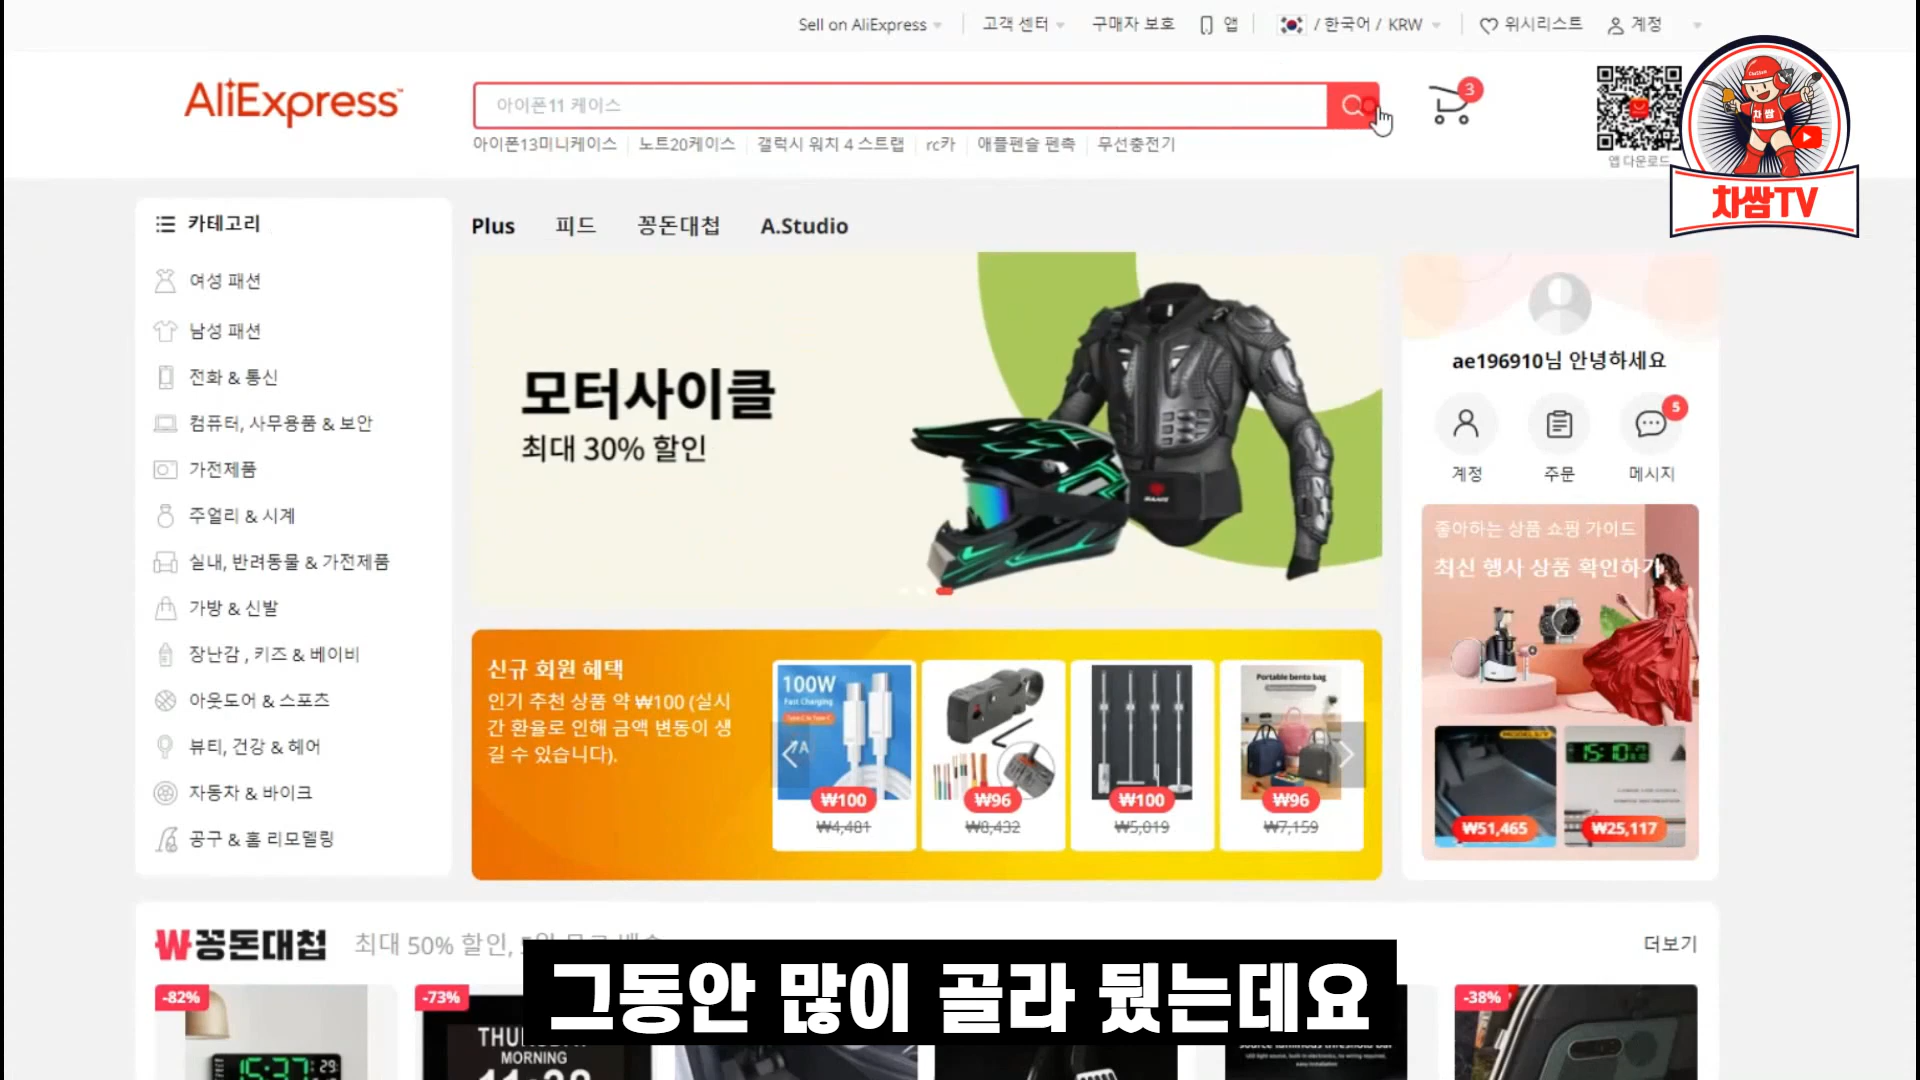 Sell on AliExpress
고객 센터
구매자 보호
앱
/ 한국어 / KRW
위시리스트
계정
AliExpress
아이폰11 케이스
3
아이폰13미니케이스
노트20케이스
갤럭시 워치 4 스트랩
rc카
애플펜슬 펜촉
무선충전기
앱 다운로드
차쌈
차쌈TV
카테고리
여성 패션
남성 패션
전화 & 통신
컴퓨터, 사무용품 & 보안
가전제품
주얼리 & 시계
실내, 반려동물 & 가전제품
가방 & 신발
장난감 , 키즈 & 베이비
아웃도어 & 스포츠
뷰티, 건강 & 헤어
자동차 & 바이크
공구 & 홈 리모델링
Plus
피드
꽁돈대첩
A.Studio
모터사이클
최대 30% 할인
ae196910님 안녕하세요
5
계정
주문
메시지
좋아하는 상품 쇼핑 가이드
최신 행사 상품 확인하기
15:10
₩51,465
₩25,117
신규 회원 혜택
인기 추천 상품 약 ₩100 (실시
간 환율로 인해 금액 변동이 생
길 수 있습니다).
100W
Fast Charging
₩100
₩4,481
₩96
₩8,432
₩100
₩5,019
Portable bento bag
₩96
₩7,159
₩꽁돈대첩
최대 50% 할인,
더보기
-82%
15:37
-73%
MORNING
-38%
그동안 많이 골라 뒀는데요